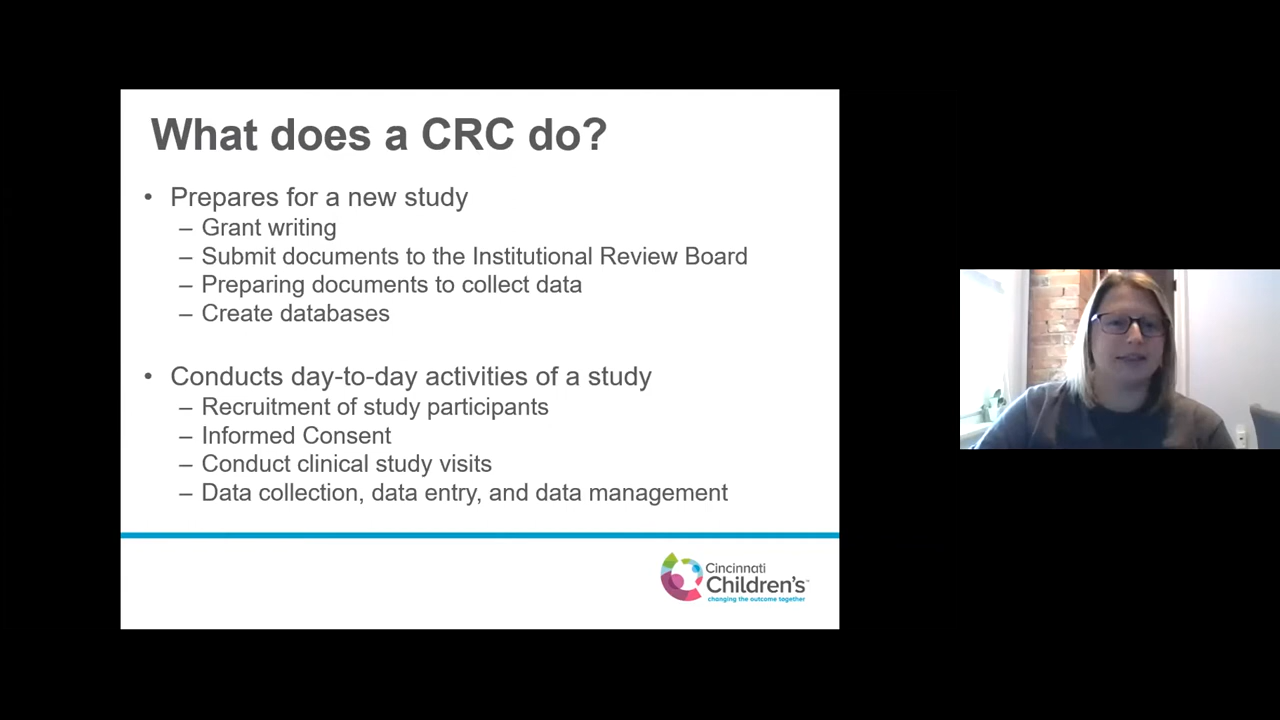 What does a CRC do?
• Prepares for a new study
– Grant writing
– Submit documents to the Institutional Review Board
– Preparing documents to collect data
– Create databases
• Conducts day-to-day activities of a study
– Recruitment of study participants
– Informed Consent
– Conduct clinical study visits
– Data collection, data entry, and data management
Cincinnati
Children's™
changing the outcome together